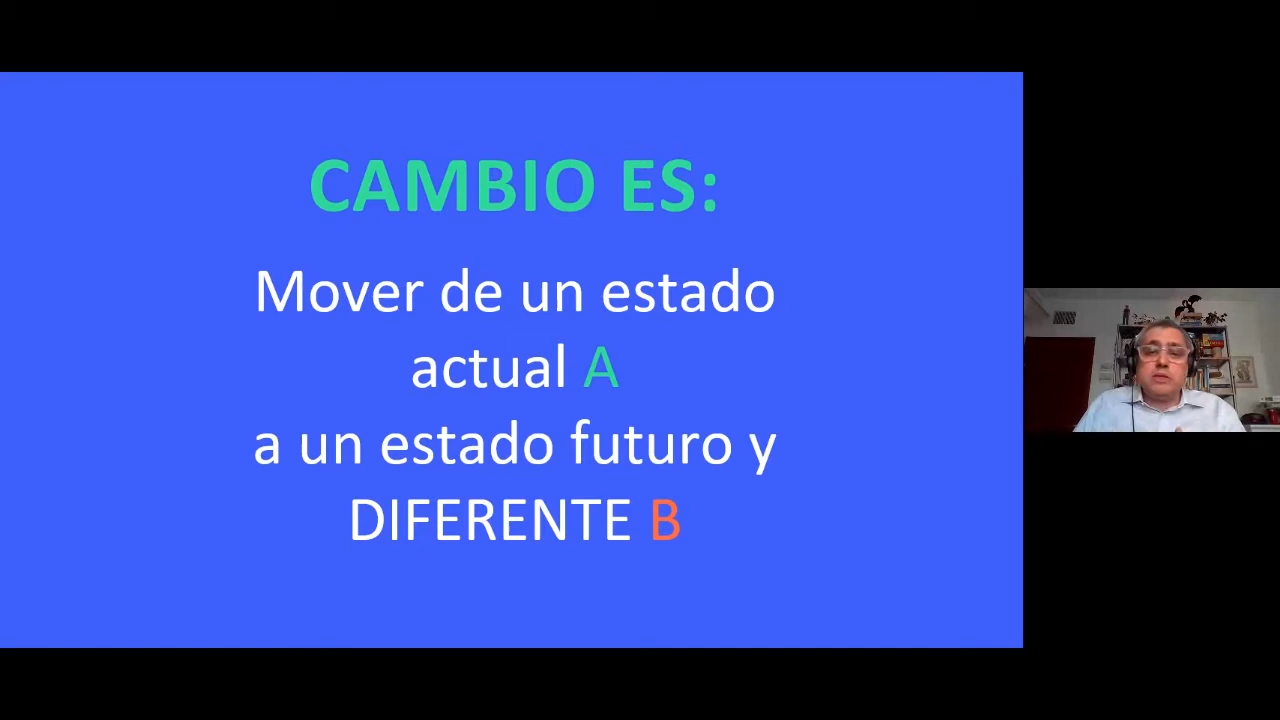 CAMBIO ES:
Mover de un estado
actual A
a un estado futuro y
DIFERENTE B